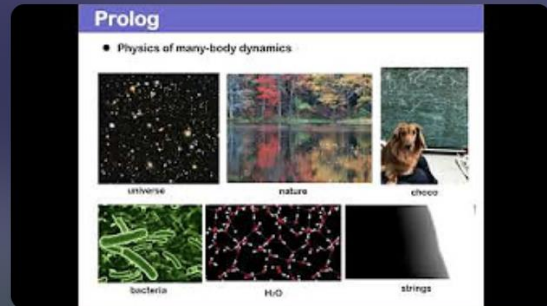 Prolog
● Physics of many-body dynamics
universe
nature
choco
bacteria
H₂O
strings